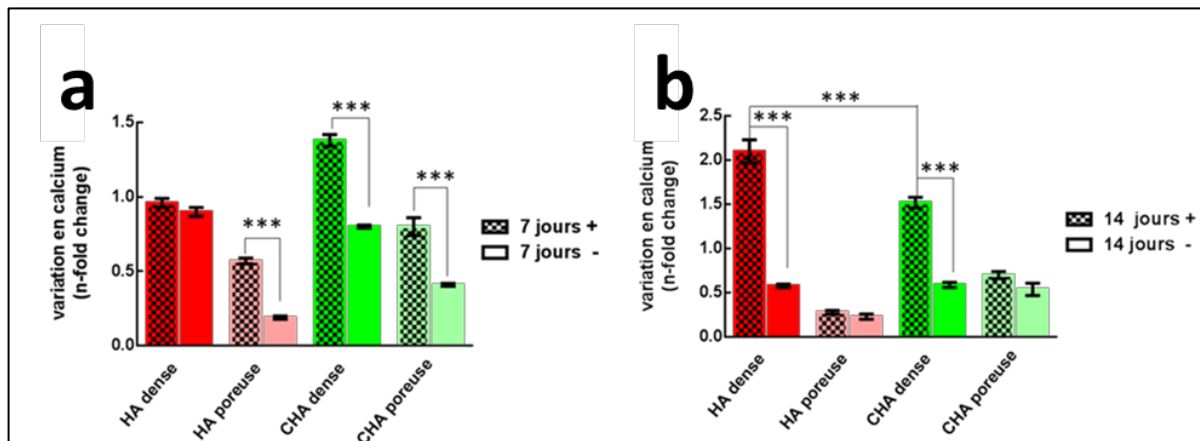 a
variation en calcium
(n-fold change)
1.5
1.0
0.5
0.0
***
***
***
HA dense
HA poreuse
CHA dense
CHA poreuse
7 jours +
7 jours -
b
variation en calcium
(n-fold change)
2.5
2.0
1.5
1.0
0.5
0.0
***
***
***
HA dense
HA poreuse
CHA dense
CHA poreuse
14 jours +
14 jours -